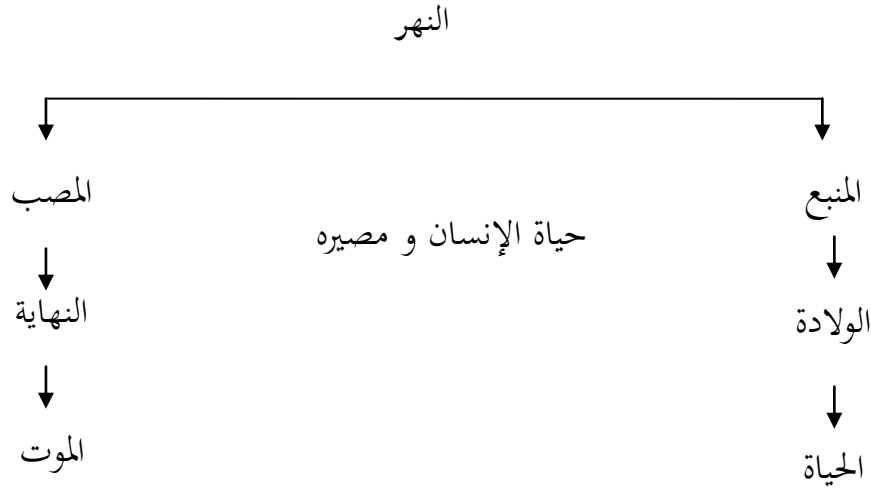 النهر
المنبع
المصب
حياة الإنسان و مصيره
الولادة
النهاية
الحياة
الموت